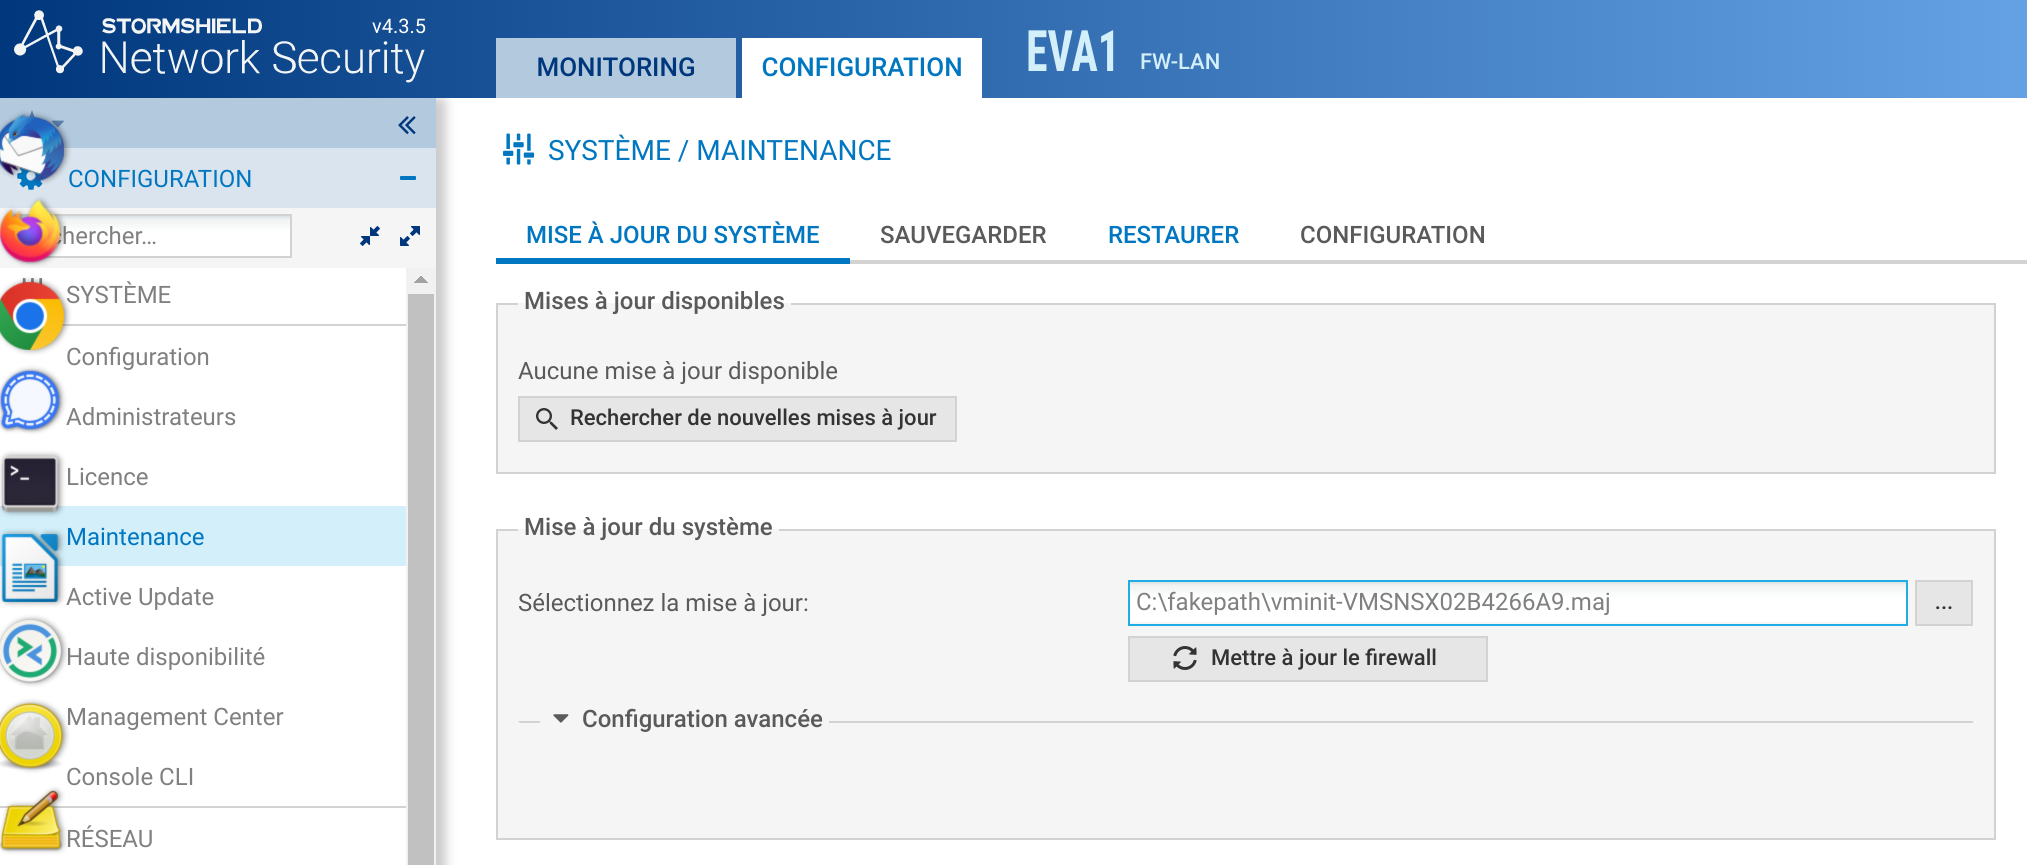 STORMSHIELD v4.3.5
Network Security
MONITORING
CONFIGURATION
EVA1 FW-LAN
CONFIGURATION
hercher...
SYSTÈME
Configuration
Administrateurs
Licence
Maintenance
Active Update
Haute disponibilité
Management Center
Console CLI
RÉSEAU
SYSTÈME / MAINTENANCE
MISE À JOUR DU SYSTÈME SAUVEGARDER RESTAURER CONFIGURATION
Mises à jour disponibles
Aucune mise à jour disponible
Rechercher de nouvelles mises à jour
Mise à jour du système
Sélectionnez la mise à jour: C:\fakepath\vminit-VMSNSX02B4266A9.maj ...
Mettre à jour le firewall
Configuration avancée